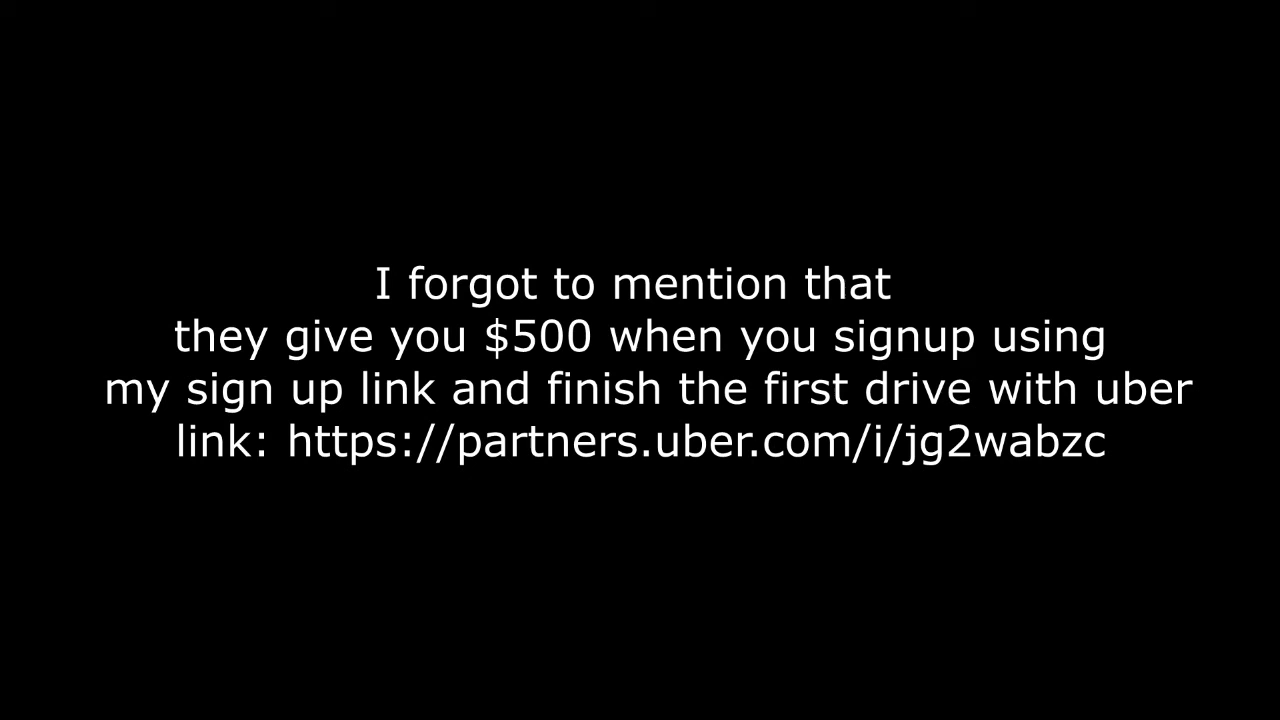 I forgot to mention that
they give you $500 when you signup using
my sign up link and finish the first drive with uber
link: https://partners.uber.com/i/jg2wabzc